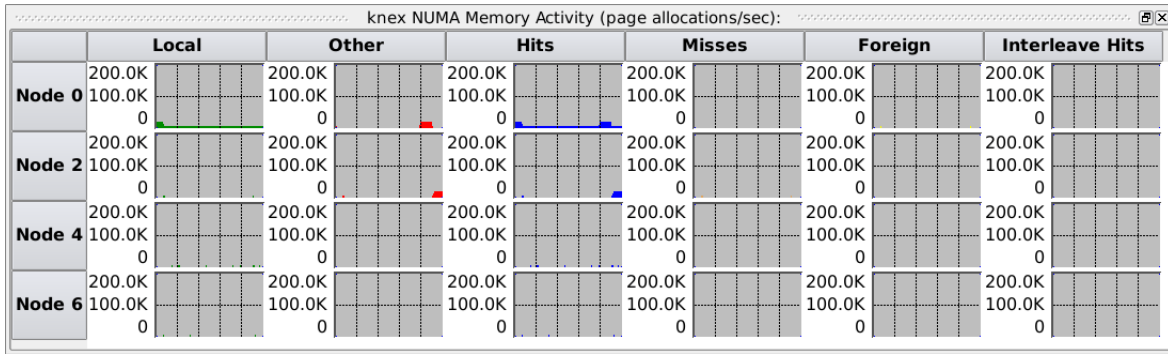 knex NUMA Memory Activity (page allocations/sec):
Local Other Hits Misses Foreign Interleave Hits
200.0K 200.0K 200.0K 200.0K 200.0K 200.0K
Node 0 100.0K 100.0K 100.0K 100.0K 100.0K 100.0K
0 0 0 0 0 0
200.0K 200.0K 200.0K 200.0K 200.0K 200.0K
Node 2 100.0K 100.0K 100.0K 100.0K 100.0K 100.0K
0 0 0 0 0 0
200.0K 200.0K 200.0K 200.0K 200.0K 200.0K
Node 4 100.0K 100.0K 100.0K 100.0K 100.0K 100.0K
0 0 0 0 0 0
200.0K 200.0K 200.0K 200.0K 200.0K 200.0K
Node 6 100.0K 100.0K 100.0K 100.0K 100.0K 100.0K
0 0 0 0 0 0